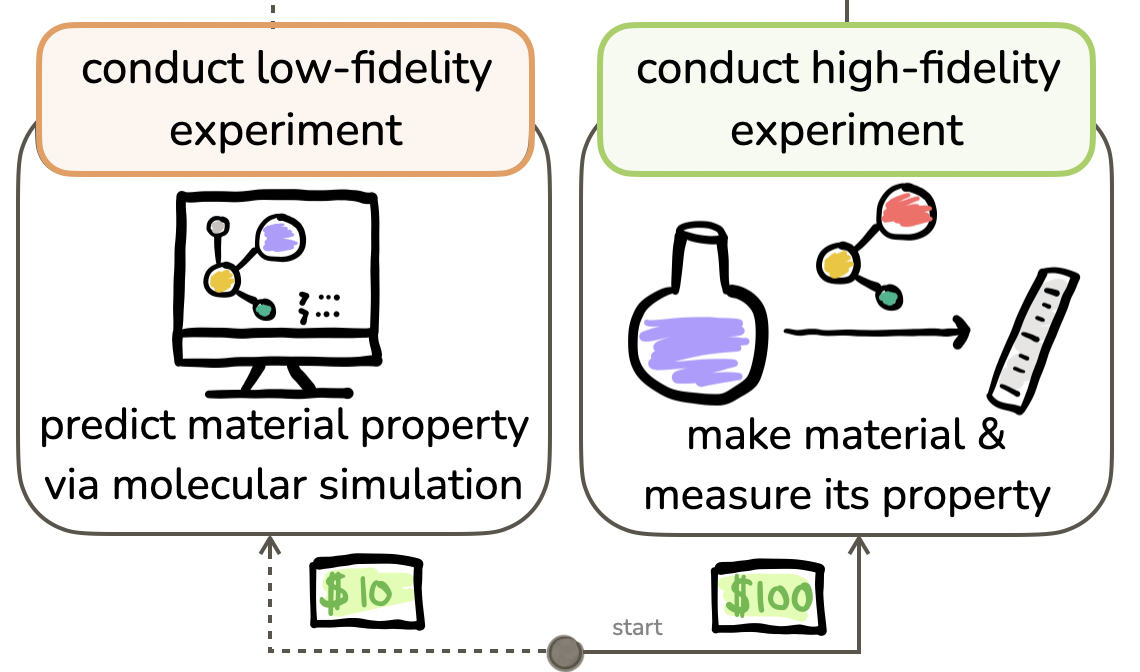 conduct low-fidelity
experiment
predict material property
via molecular simulation
$10
conduct high-fidelity
experiment
make material &
measure its property
$100
start